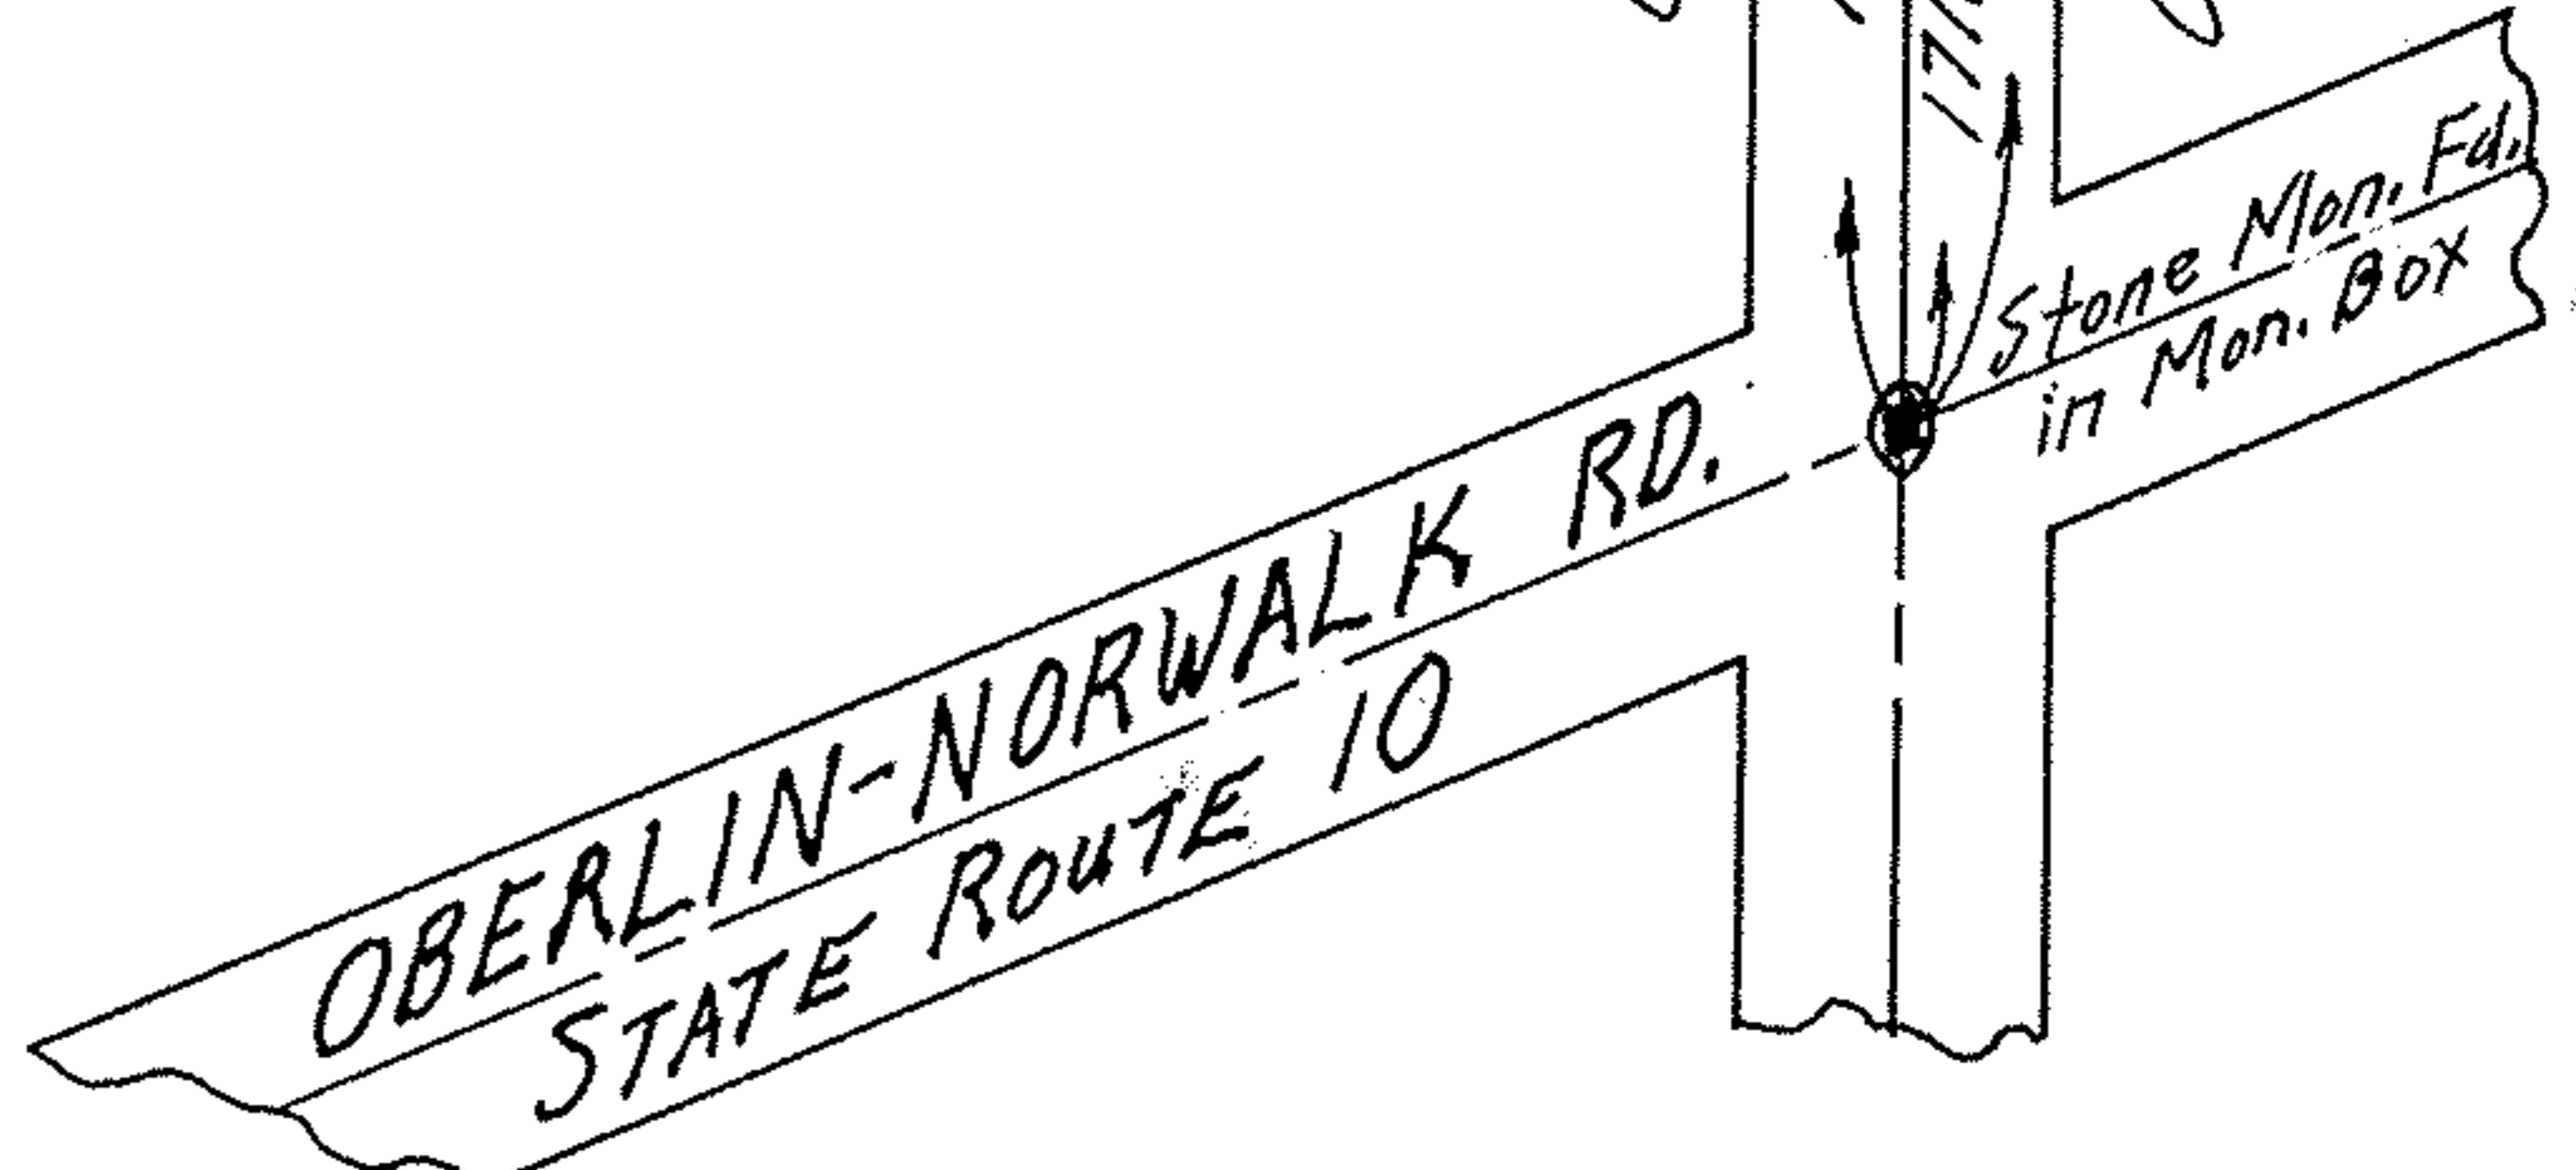 Stone Mon. Fd.
in Mon. Box
OBERLIN-NORWALK RD.
STATE ROUTE 10